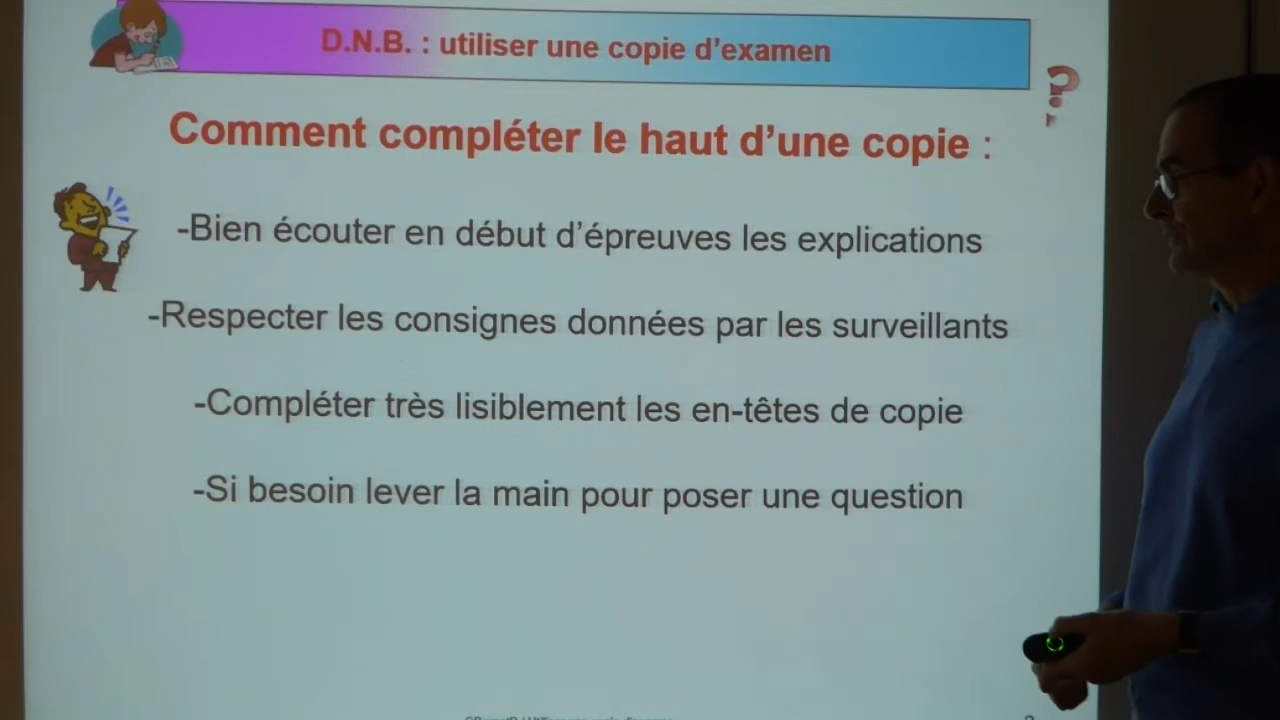 D.N.B. : utiliser une copie d'examen
?
Comment compléter le haut d'une copie :
-Bien écouter en début d'épreuves les explications
-Respecter les consignes données par les surveillants
-Compléter très lisiblement les en-têtes de copie
-Si besoin lever la main pour poser une question